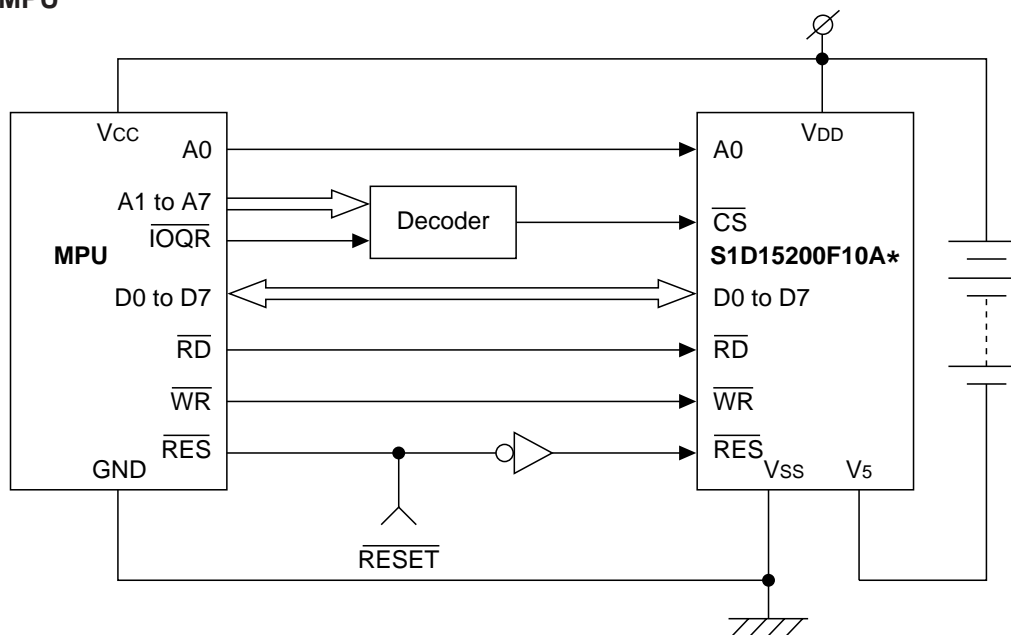 MPU
VCC
A0
A1 to A7
IOQR
MPU
D0 to D7
RD
WR
RES
GND
Decoder
RESET
VDD
A0
CS
S1D15200F10A*
D0 to D7
RD
WR
RES
VSS
V5